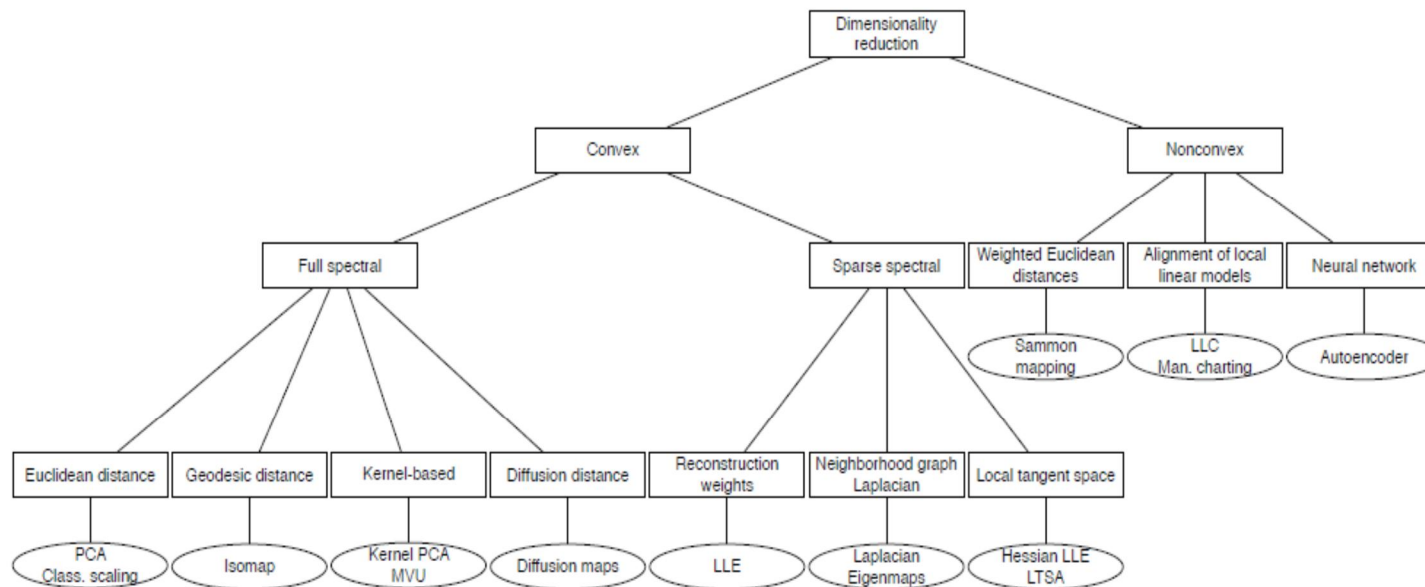 Dimensionality
reduction
Convex
Nonconvex
Full spectral
Sparse spectral
Weighted Euclidean
distances
Alignment of local
linear models
Neural network
Sammon
mapping
LLC
Man. charting
Autoencoder
Euclidean distance
Geodesic distance
Kernel-based
Diffusion distance
Reconstruction
weights
Neighborhood graph
Laplacian
Local tangent space
PCA
Class. scaling
Isomap
Kernel PCA
MVU
Diffusion maps
LLE
Laplacian
Eigenmaps
Hessian LLE
LTSA